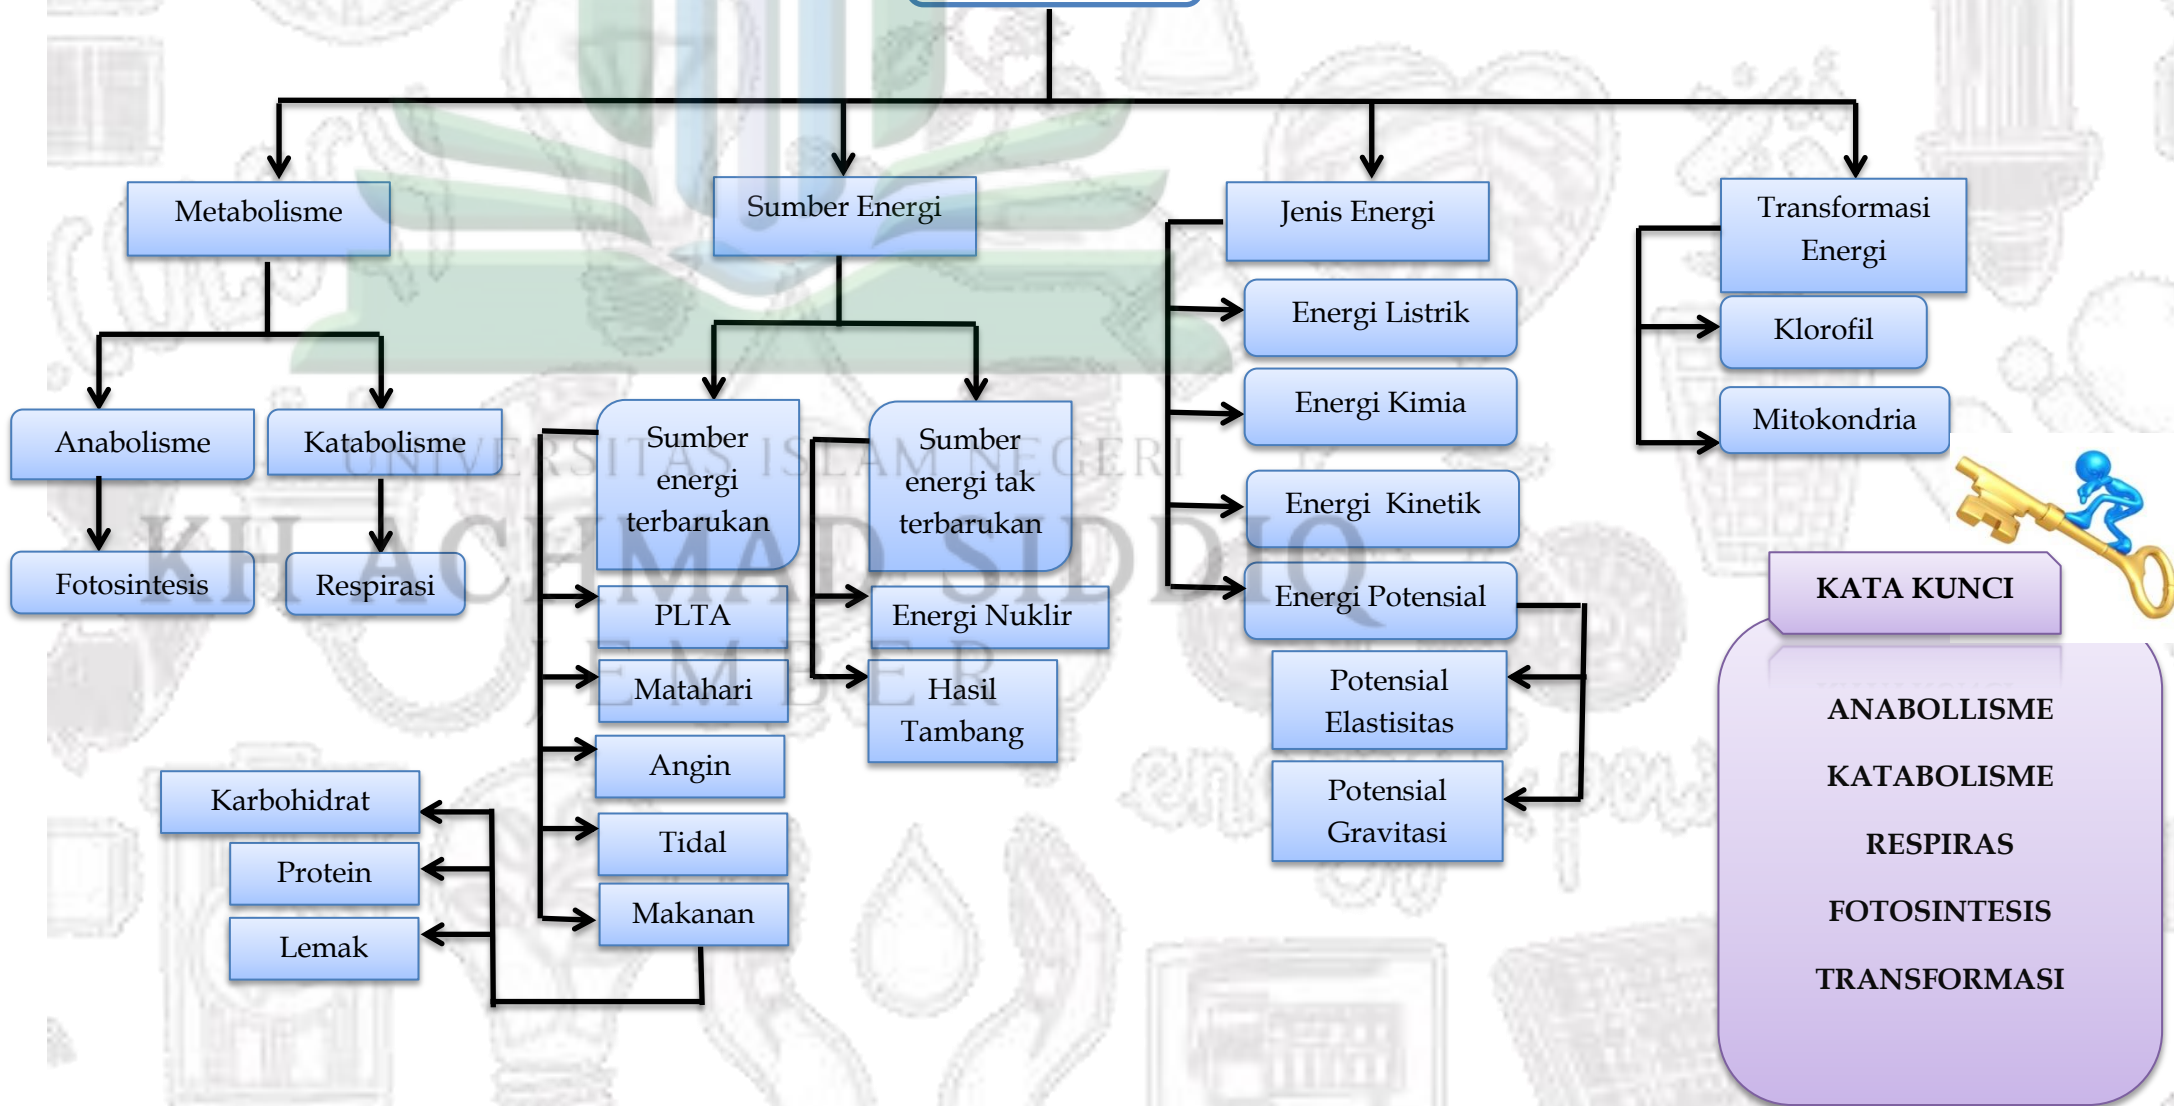 Metabolisme
Sumber Energi
Jenis Energi
Transformasi
Energi
Energi Listrik
Klorofil
Energi Kimia
Mitokondria
Anabolisme
Katabolisme
Sumber
energi
terbarukan
Sumber
energi tak
terbarukan
Energi Kinetik
Fotosintesis
Respirasi
PLTA
Energi Nuklir
Energi Potensial
Matahari
Hasil
Tambang
Potensial
Elastisitas
Angin
Potensial
Gravitasi
Karbohidrat
Tidal
Protein
Makanan
Lemak
KATA KUNCI
ANABOLLISME
KATABOLISME
RESPIRAS
FOTOSINTESIS
TRANSFORMASI
UNIVERSITAS ISLAM NEGERI
KH ACHMAD SIDDIQ
JEMBER